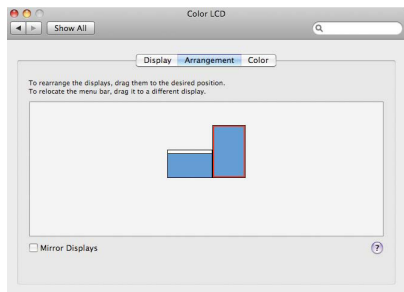 Color LCD
Show All
Display Arrangement Color
To rearrange the displays, drag them to the desired position.
To relocate the menu bar, drag it to a different display.
Mirror Displays
?